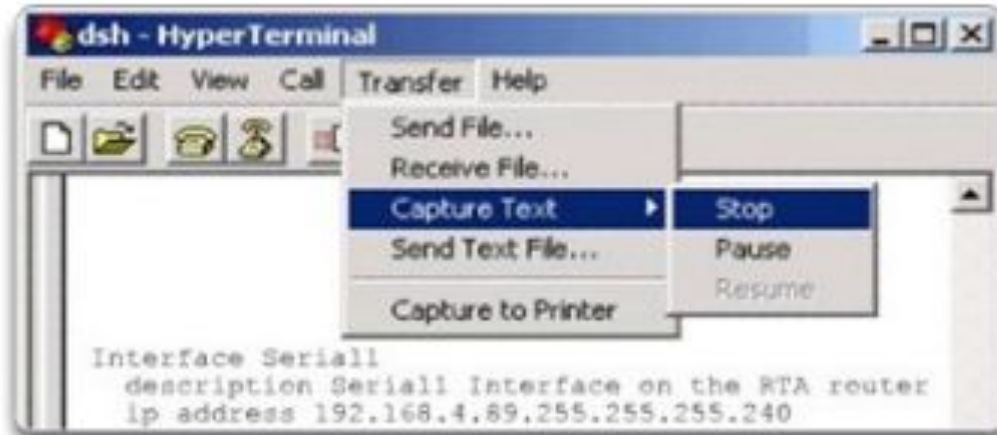 dsh - HyperTerminal
File Edit View Call Transfer Help
Send File...
Receive File...
Capture Text
Send Text File...
Capture to Printer
Stop
Pause
Resume
Interface Serial1
description Serial1 Interface on the RTA router
ip address 192.168.4.89.255.255.255.240